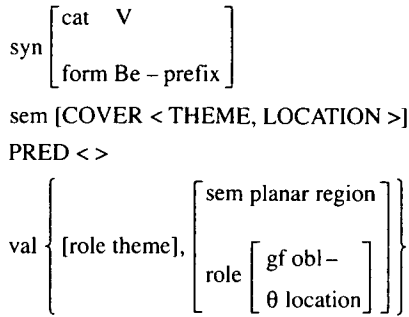 cat V
syn
form Be – prefix
sem [COVER < THEME, LOCATION >]
PRED < >
sem planar region
val { [role theme],
gf obl –
role
θ location }